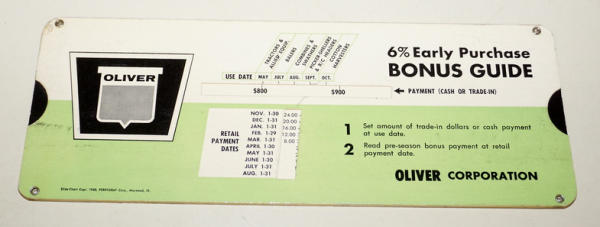 OLIVER
TRACTORS &
ALLIED EQUIP.
BALERS
COMBINES &
SWATHERS
PICKER-SHELLERS
& R/C HEADERS
COTTON
HARVESTERS
USE DATE MAY JULY AUG. SEPT. OCT.
$800 $900
6% Early Purchase
BONUS GUIDE
← PAYMENT (CASH OR TRADE-IN)
RETAIL
PAYMENT
DATES
NOV. 1-30 24.00
DEC. 1-31 20.00
JAN. 1-31 16.00
FEB. 1-29 12.00
MAR. 1-31 8.00
APRIL 1-30
MAY 1-31
JUNE 1-30
JULY 1-31
AUG. 1-31
1 Set amount of trade-in dollars or cash payment
at use date.
2 Read pre-season bonus payment at retail
payment date.
OLIVER CORPORATION